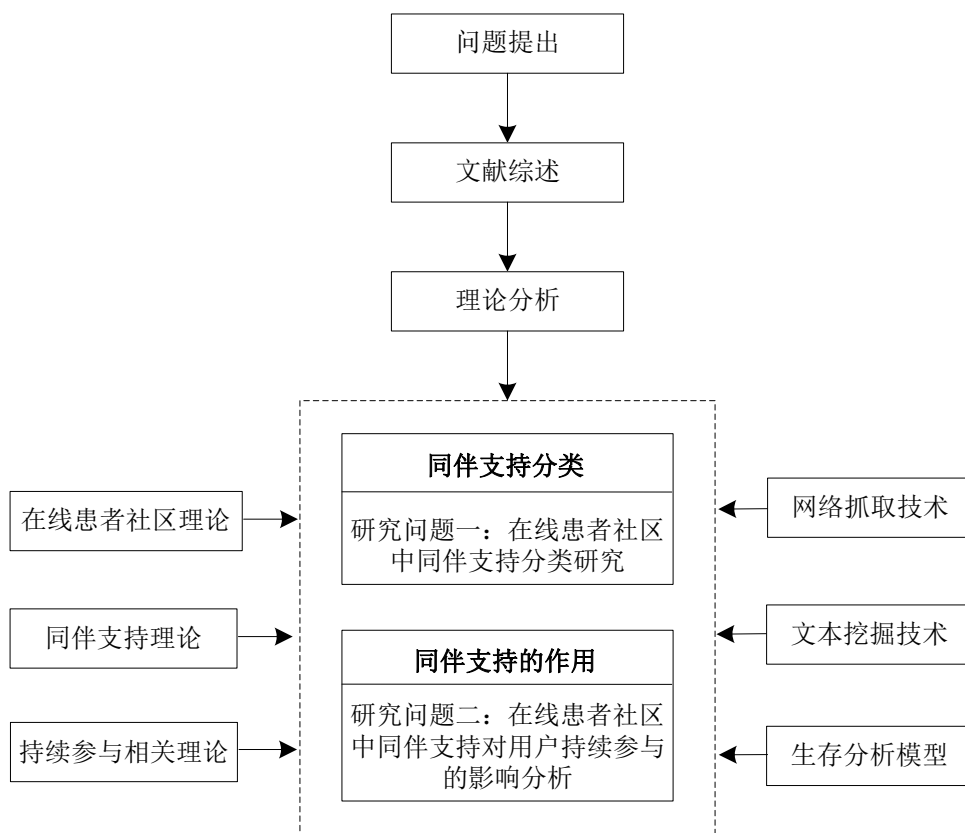 问题提出
文献综述
理论分析
同伴支持分类
研究问题一：在线患者社区
中同伴支持分类研究
同伴支持的作用
研究问题二：在线患者社区
中同伴支持对用户持续参与
的影响分析
在线患者社区理论
同伴支持理论
持续参与相关理论
网络抓取技术
文本挖掘技术
生存分析模型